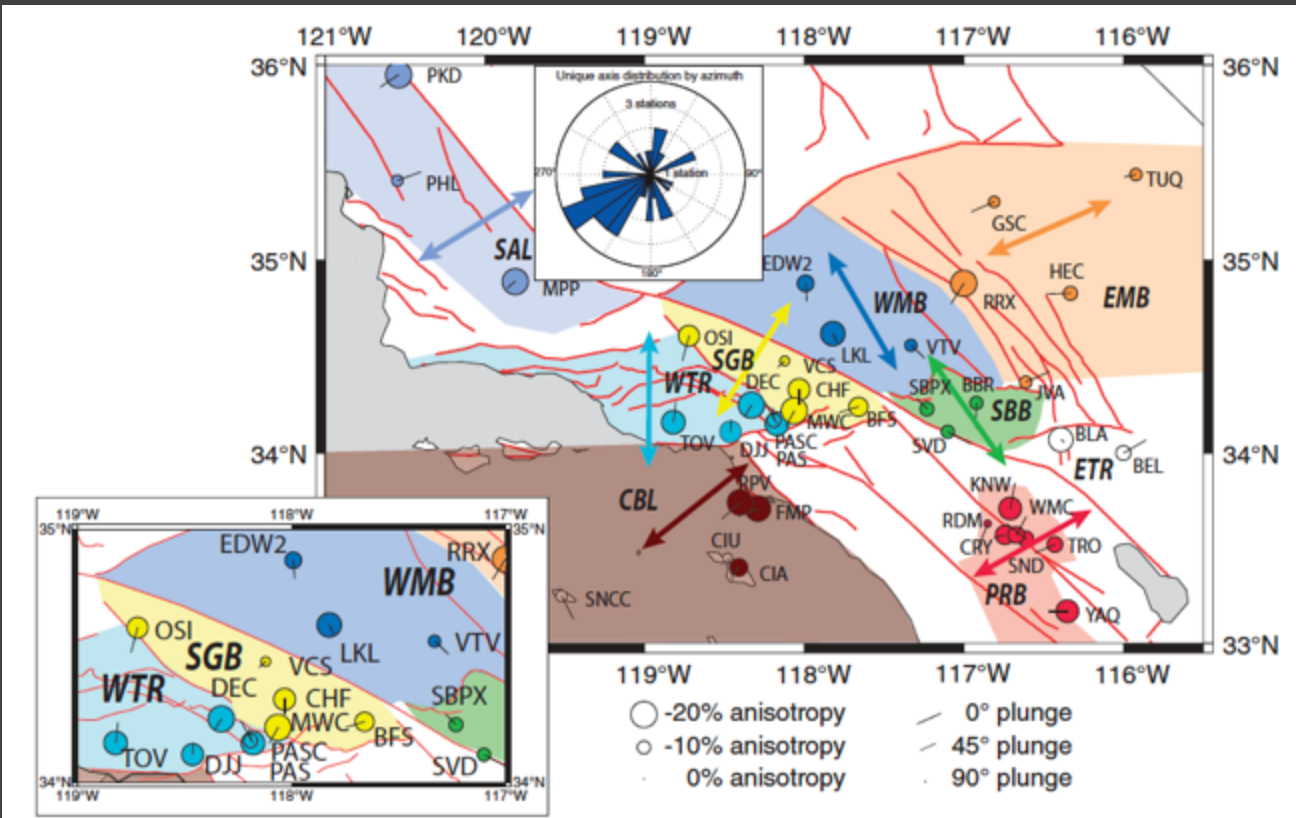 121°W 120°W 119°W 118°W 117°W 116°W
36°N
36°N
Unique axis distribution by azimuth
3 stations
1 station
270°
90°
180°
PKD
PHL
SAL
MPP
TUQ
GSC
35°N
35°N
EDW2
HEC
WMB
RRX
EMB
OSI
LKL
VTV
SGB
VCS
WTR
DEC
CHF
SBPX
BBR
JVA
SBB
MWC
BFS
TOV
DJJ
PASC
PAS
SVD
BLA
34°N
34°N
ETR
BEL
CBL
RPV
FMP
KNW
WMC
RDM
CRY
TRO
SND
CIU
CIA
PRB
SNCC
YAQ
33°N
119°W 118°W 117°W 116°W
119°W 118°W 117°W
35°N
35°N
EDW2
RRX
WMB
OSI
SGB
LKL
VTV
VCS
WTR
DEC
CHF
SBPX
MWC
BFS
TOV
DJJ
PASC
PAS
SVD
34°N
34°N
119°W 118°W 117°W
-20% anisotropy
0° plunge
-10% anisotropy
45° plunge
0% anisotropy
90° plunge